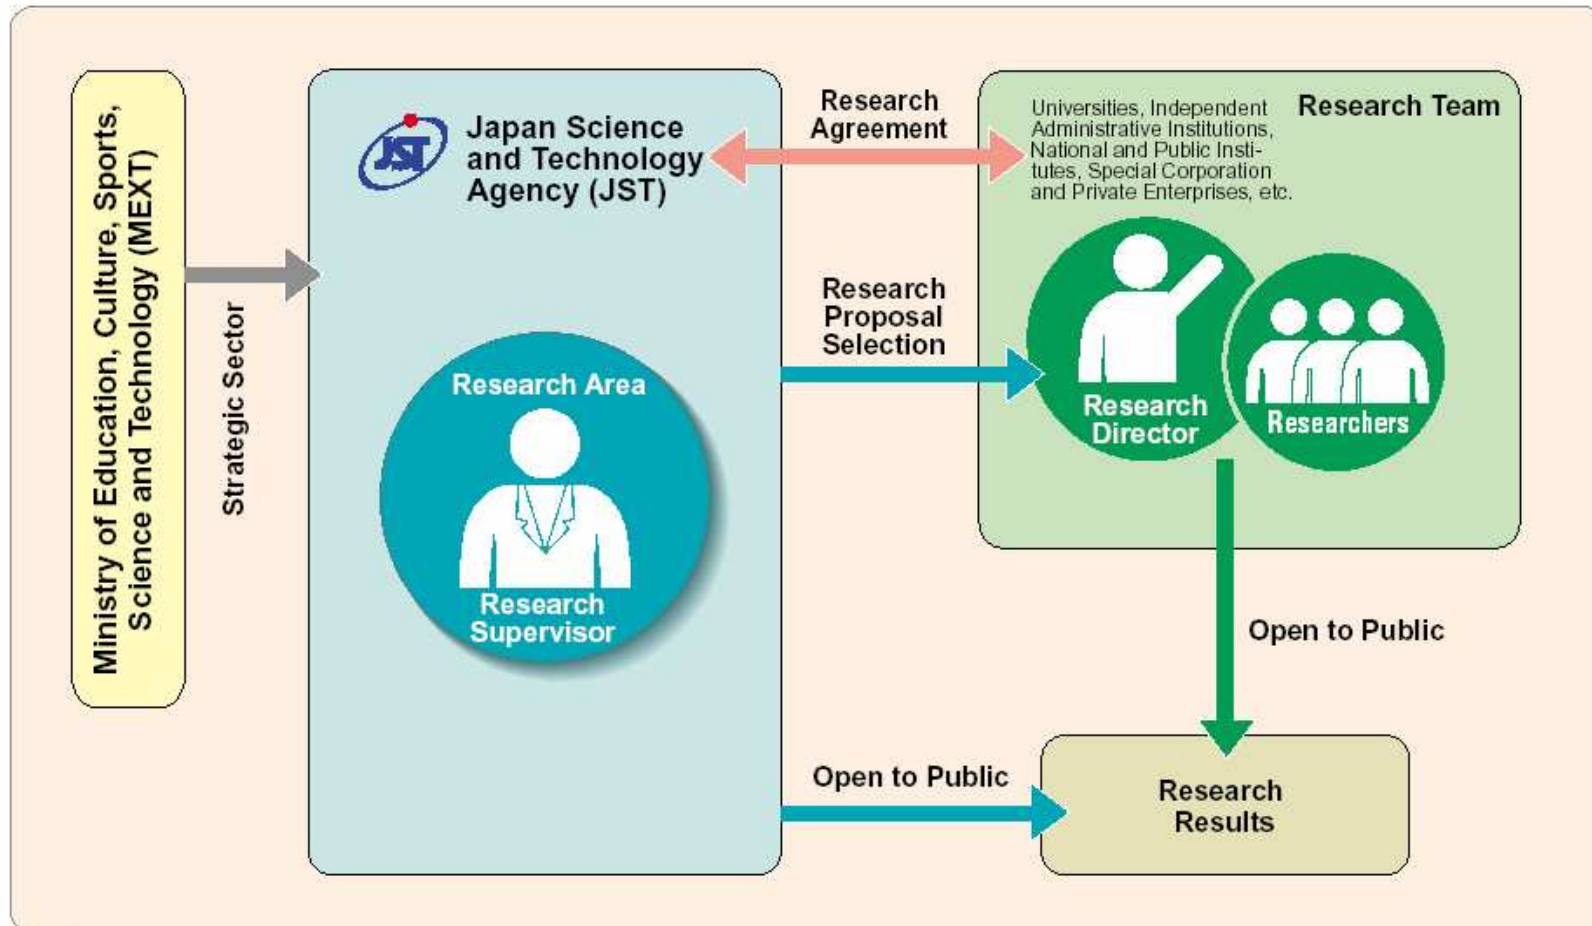 Ministry of Education, Culture, Sports,
Science and Technology (MEXT)
Strategic Sector
JST
Japan Science
and Technology
Agency (JST)
Research Area
Research
Supervisor
Research
Agreement
Research
Proposal
Selection
Universities, Independent
Administrative Institutions,
National and Public Insti-
tutes, Special Corporation
and Private Enterprises, etc.
Research Team
Research
Director
Researchers
Open to Public
Open to Public
Research
Results